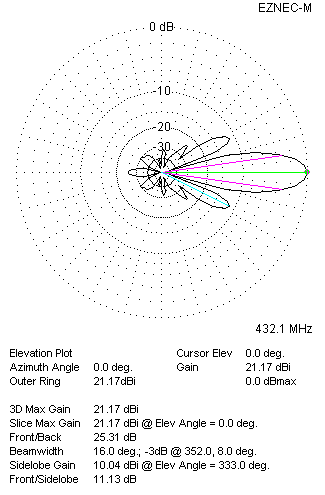 EZNEC-M
0 dB
-10
-20
-30
432.1 MHz
Elevation Plot Cursor Elev 0.0 deg.
Azimuth Angle 0.0 deg. Gain 21.17 dBi
Outer Ring 21.17dBi 0.0 dBmax
3D Max Gain 21.17 dBi
Slice Max Gain 21.17 dBi @ Elev Angle = 0.0 deg.
Front/Back 25.31 dB
Beamwidth 16.0 deg.; -3dB @ 352.0, 8.0 deg.
Sidelobe Gain 10.04 dBi @ Elev Angle = 333.0 deg.
Front/Sidelobe 11.13 dB